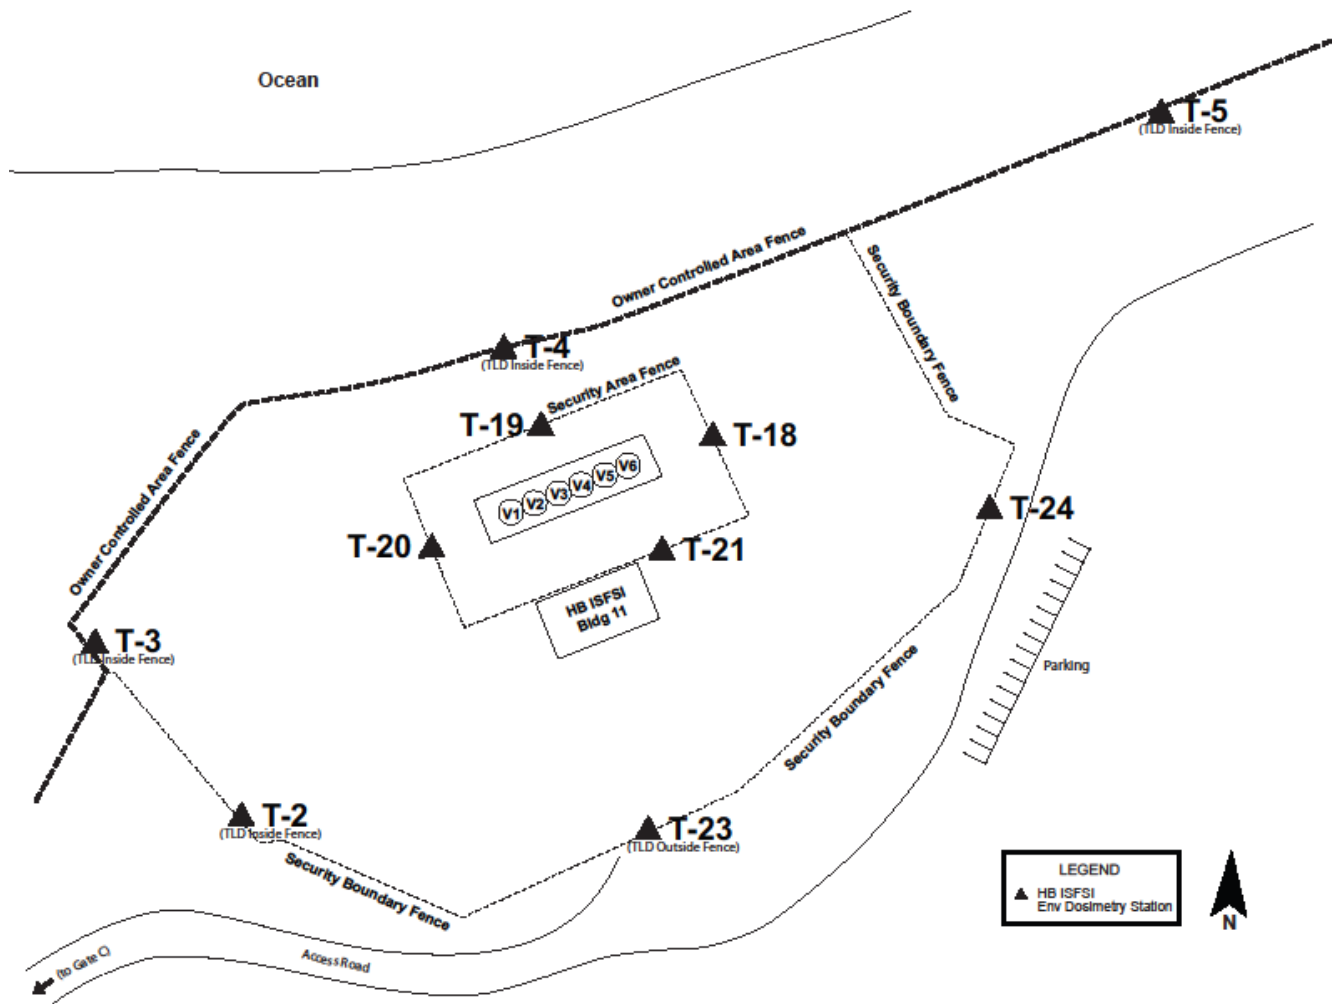 Ocean
T-5
(TLD Inside Fence)
Owner Controlled Area Fence
Security Boundary Fence
T-4
(TLD Inside Fence)
Security Area Fence
T-19
T-18
V1 V2 V3 V4 V5 V6
Owner Controlled Area Fence
T-24
T-20
T-21
HB ISFSI
Bldg 11
T-3
(TLD Inside Fence)
Parking
Security Boundary Fence
T-2
(TLD Inside Fence)
T-23
(TLD Outside Fence)
Security Boundary Fence
LEGEND
HB ISFSI
Env Dosimetry Station
N
(to Gate C)
Access Road